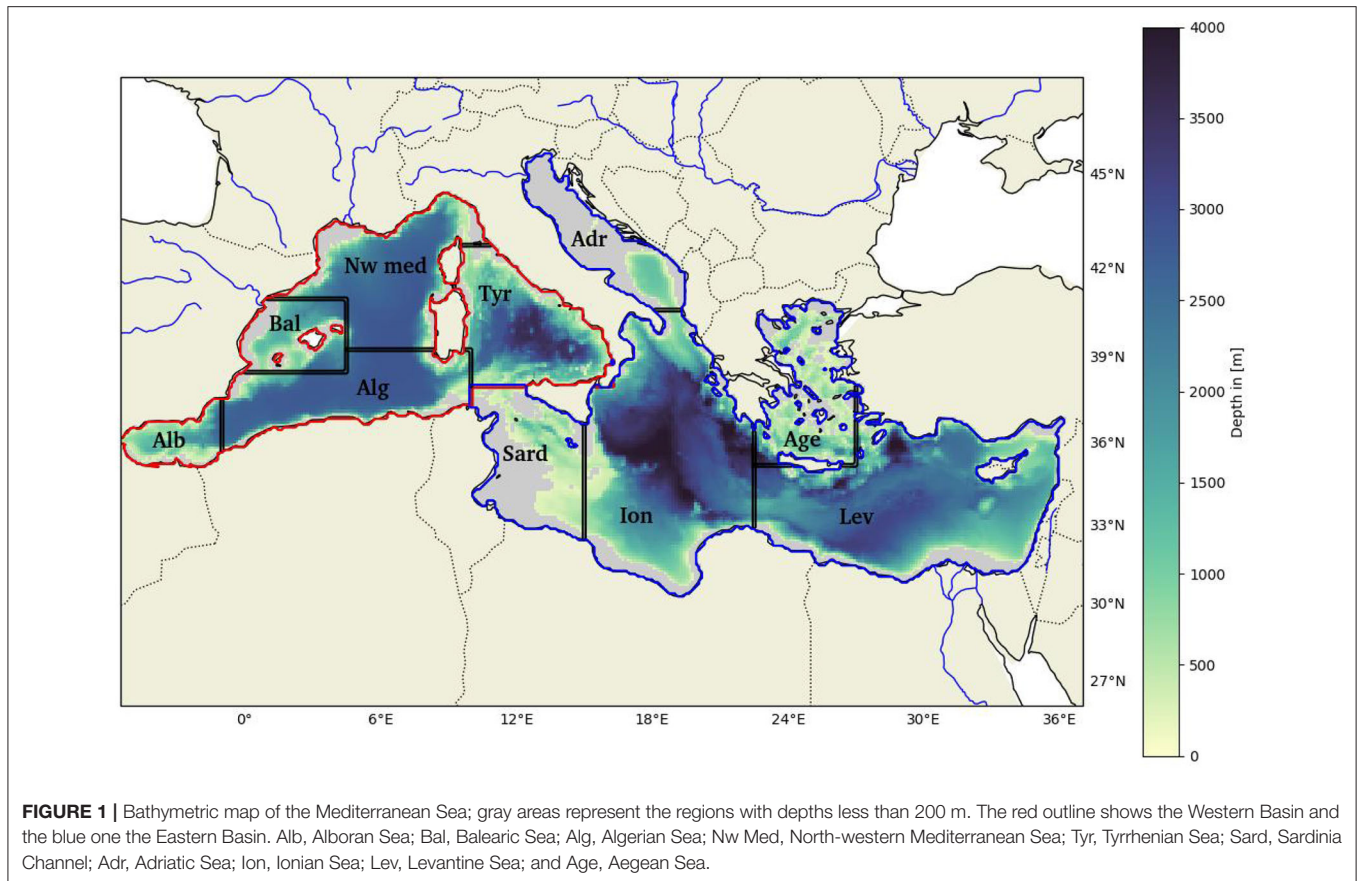 4000
3500
3000
2500
2000
1500
1000
500
0
Depth in [m]
45°N
42°N
39°N
36°N
33°N
30°N
27°N
0°
6°E
12°E
18°E
24°E
30°E
36°E
Adr
Nw med
Tyr
Bal
Alg
Alb
Sard
Age
Ion
Lev
FIGURE 1 | Bathymetric map of the Mediterranean Sea; gray areas represent the regions with depths less than 200 m. The red outline shows the Western Basin and
the blue one the Eastern Basin. Alb, Alboran Sea; Bal, Balearic Sea; Alg, Algerian Sea; Nw Med, North-western Mediterranean Sea; Tyr, Tyrrhenian Sea; Sard, Sardinia
Channel; Adr, Adriatic Sea; Ion, Ionian Sea; Lev, Levantine Sea; and Age, Aegean Sea.